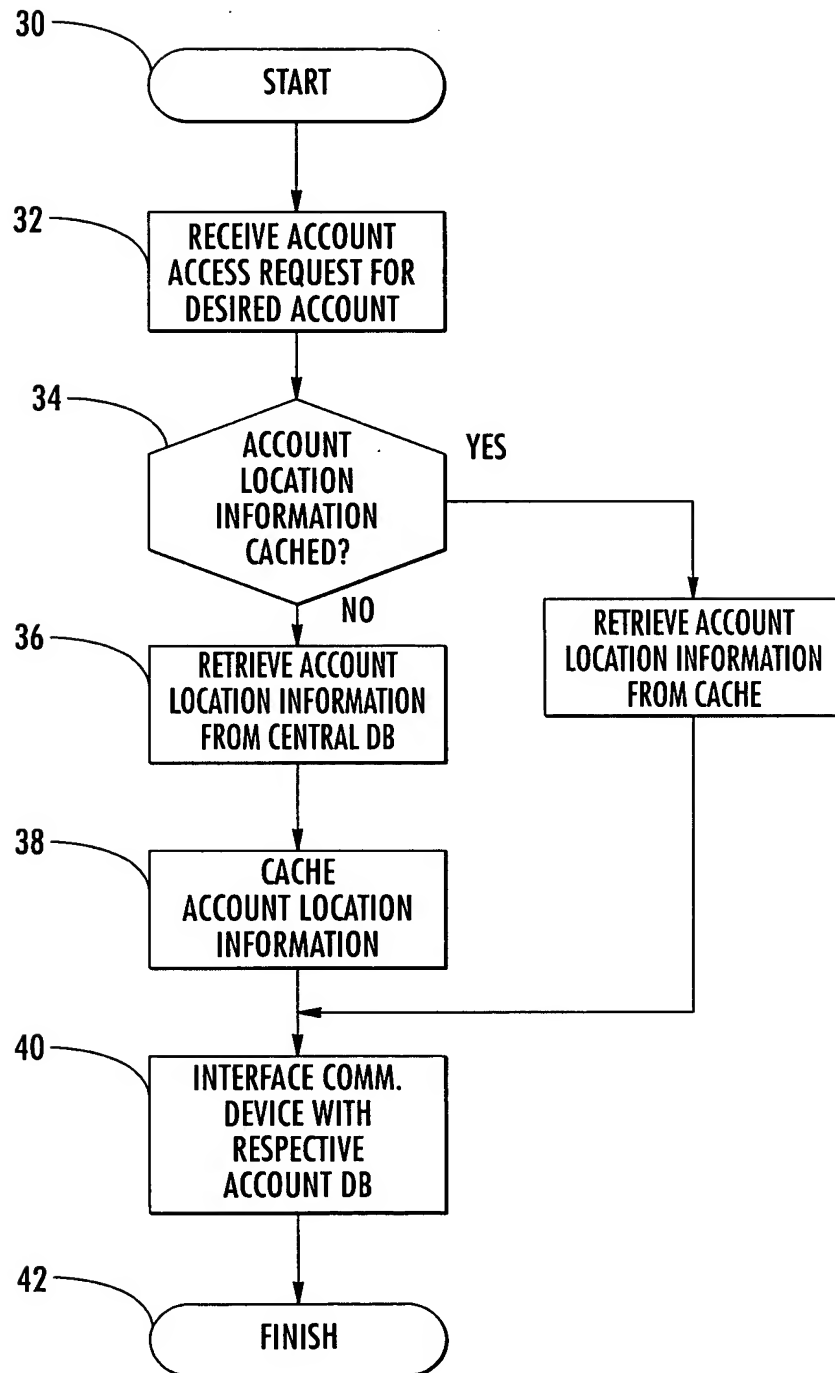 30
START
32
RECEIVE ACCOUNT
ACCESS REQUEST FOR
DESIRED ACCOUNT
34
ACCOUNT
LOCATION
INFORMATION
CACHED?
YES
NO
36
RETRIEVE ACCOUNT
LOCATION INFORMATION
FROM CENTRAL DB
RETRIEVE ACCOUNT
LOCATION INFORMATION
FROM CACHE
38
CACHE
ACCOUNT LOCATION
INFORMATION
40
INTERFACE COMM.
DEVICE WITH
RESPECTIVE
ACCOUNT DB
42
FINISH